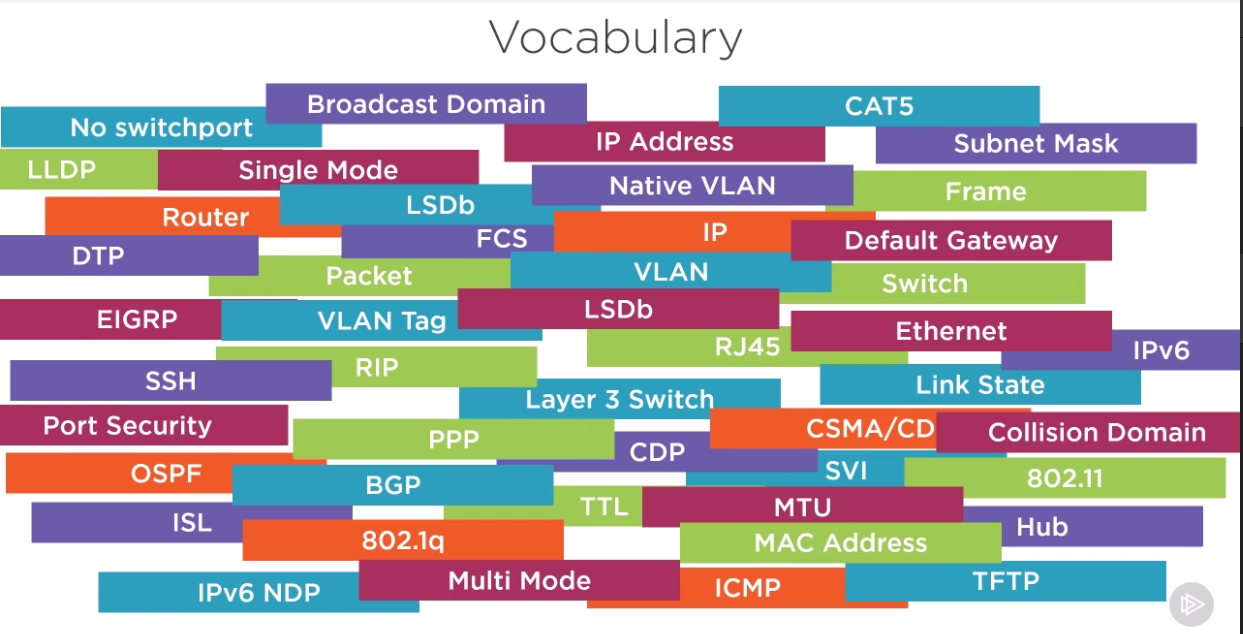 Vocabulary
Broadcast Domain
CAT5
No switchport
IP Address
Subnet Mask
LLDP
Single Mode
Native VLAN
Frame
Router
LSDb
FCS
IP
Default Gateway
DTP
Packet
VLAN
Switch
EIGRP
VLAN Tag
LSDb
Ethernet
RJ45
IPv6
SSH
RIP
Layer 3 Switch
Link State
Port Security
PPP
CDP
CSMA/CD
Collision Domain
OSPF
BGP
SVI
802.11
ISL
TTL
MTU
Hub
802.1q
MAC Address
IPv6 NDP
Multi Mode
ICMP
TFTP